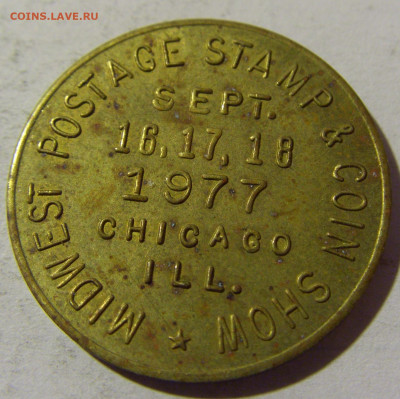 COINS.LAVE.RU
MIDWEST POSTAGE STAMP & COIN SHOW
SEPT.
16, 17, 18
1977
CHICAGO
ILL.